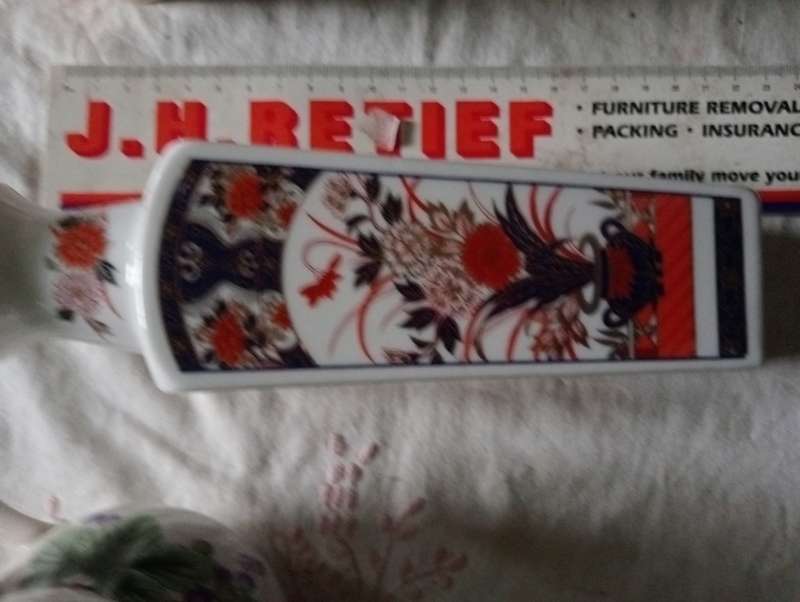 J.H. RETIEF
• FURNITURE REMOVAL
• PACKING • INSURANC
family move you